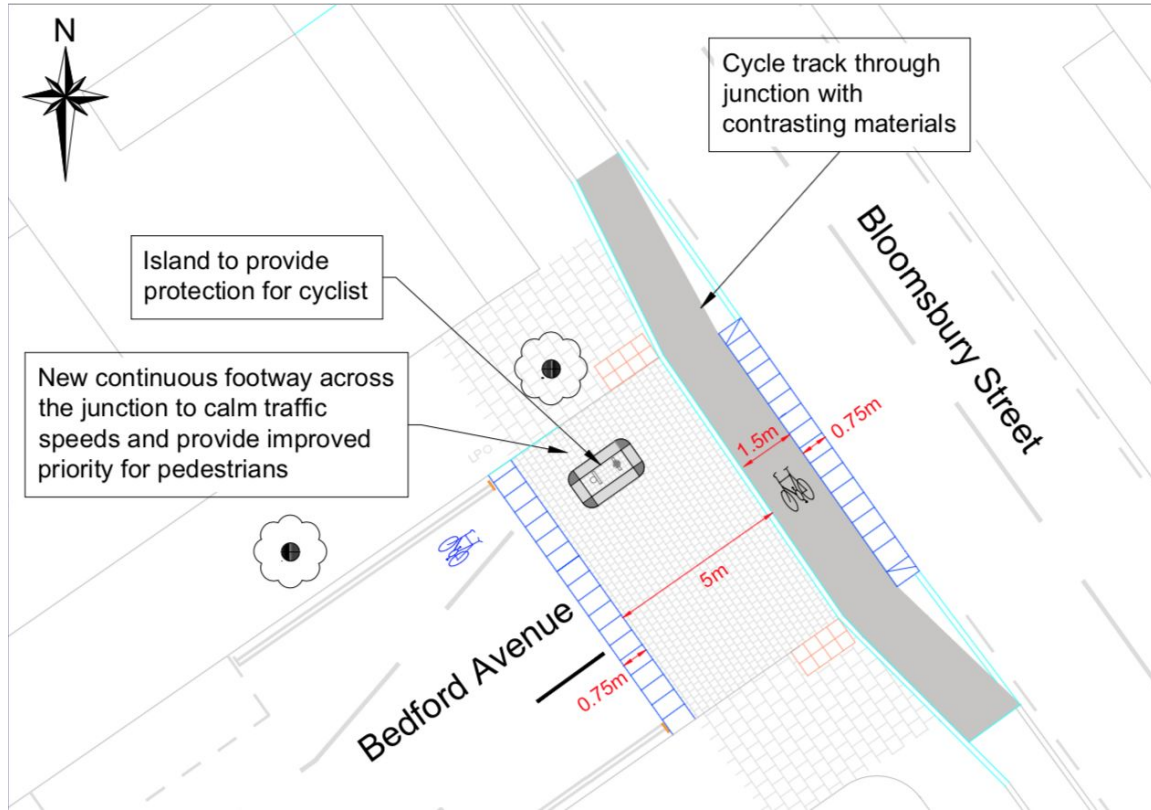 N
Cycle track through
junction with
contrasting materials
Island to provide
protection for cyclist
New continuous footway across
the junction to calm traffic
speeds and provide improved
priority for pedestrians
Bloomsbury Street
0.75m
1.5m
LP
5m
Bedford Avenue
0.75m